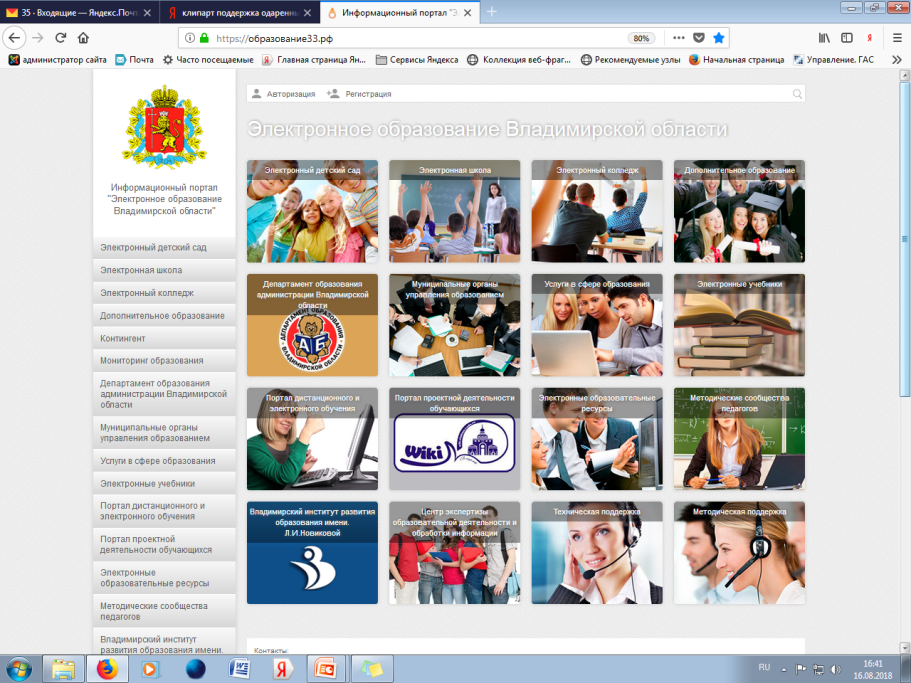 35 - Входящие — Яндекс.Почт
клипарт поддержка одаренн
Информационный портал "Э
https://образование33.рф
80%
администратор сайта
Почта
Часто посещаемые
Главная страница Ян...
Сервисы Яндекса
Коллекция веб-фраг...
Рекомендуемые узлы
Начальная страница
Управление. ГАС
Информационный портал
"Электронное образование
Владимирской области"
Электронный детский сад
Электронная школа
Электронный колледж
Дополнительное образование
Контингент
Мониторинг образования
Департамент образования
администрации Владимирской
области
Муниципальные органы
управления образованием
Услуги в сфере образования
Электронные учебники
Портал дистанционного и
электронного обучения
Портал проектной
деятельности обучающихся
Электронные
образовательные ресурсы
Методические сообщества
педагогов
Владимирский институт
развития образования имени.
Авторизация
Регистрация
Электронное образование Владимирской области
Электронный детский сад
Электронная школа
Электронный колледж
Дополнительное образование
Департамент образования
администрации Владимирской
области
ДЕПАРТАМЕНТ ОБРАЗОВАНИЯ
АБ
ВЛАДИМИРСКОЙ ОБЛАСТИ
Муниципальные органы
управления образованием
Услуги в сфере образования
Электронные учебники
Портал дистанционного и
электронного обучения
Портал проектной деятельности
обучающихся
Wiki
Электронные образовательные
ресурсы
Методические сообщества
педагогов
Владимирский институт развития
образования имени.
Л.И.Новиковой
Центр экспертизы
образовательной деятельности и
обработки информации
Техническая поддержка
Методическая поддержка
Контакты:
RU
16:41
16.08.2018